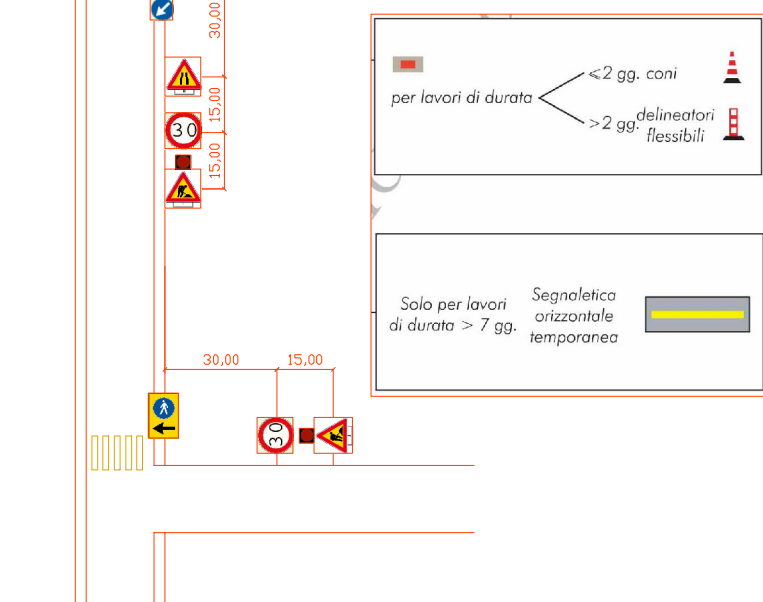 30,00
15,00
30
15,00
per lavori di durata
⩽2 gg. coni
>2 gg. delineatori
flessibili
Solo per lavori
di durata > 7 gg.
Segnaletica
orizzontale
temporanea
30,00
15,00
30